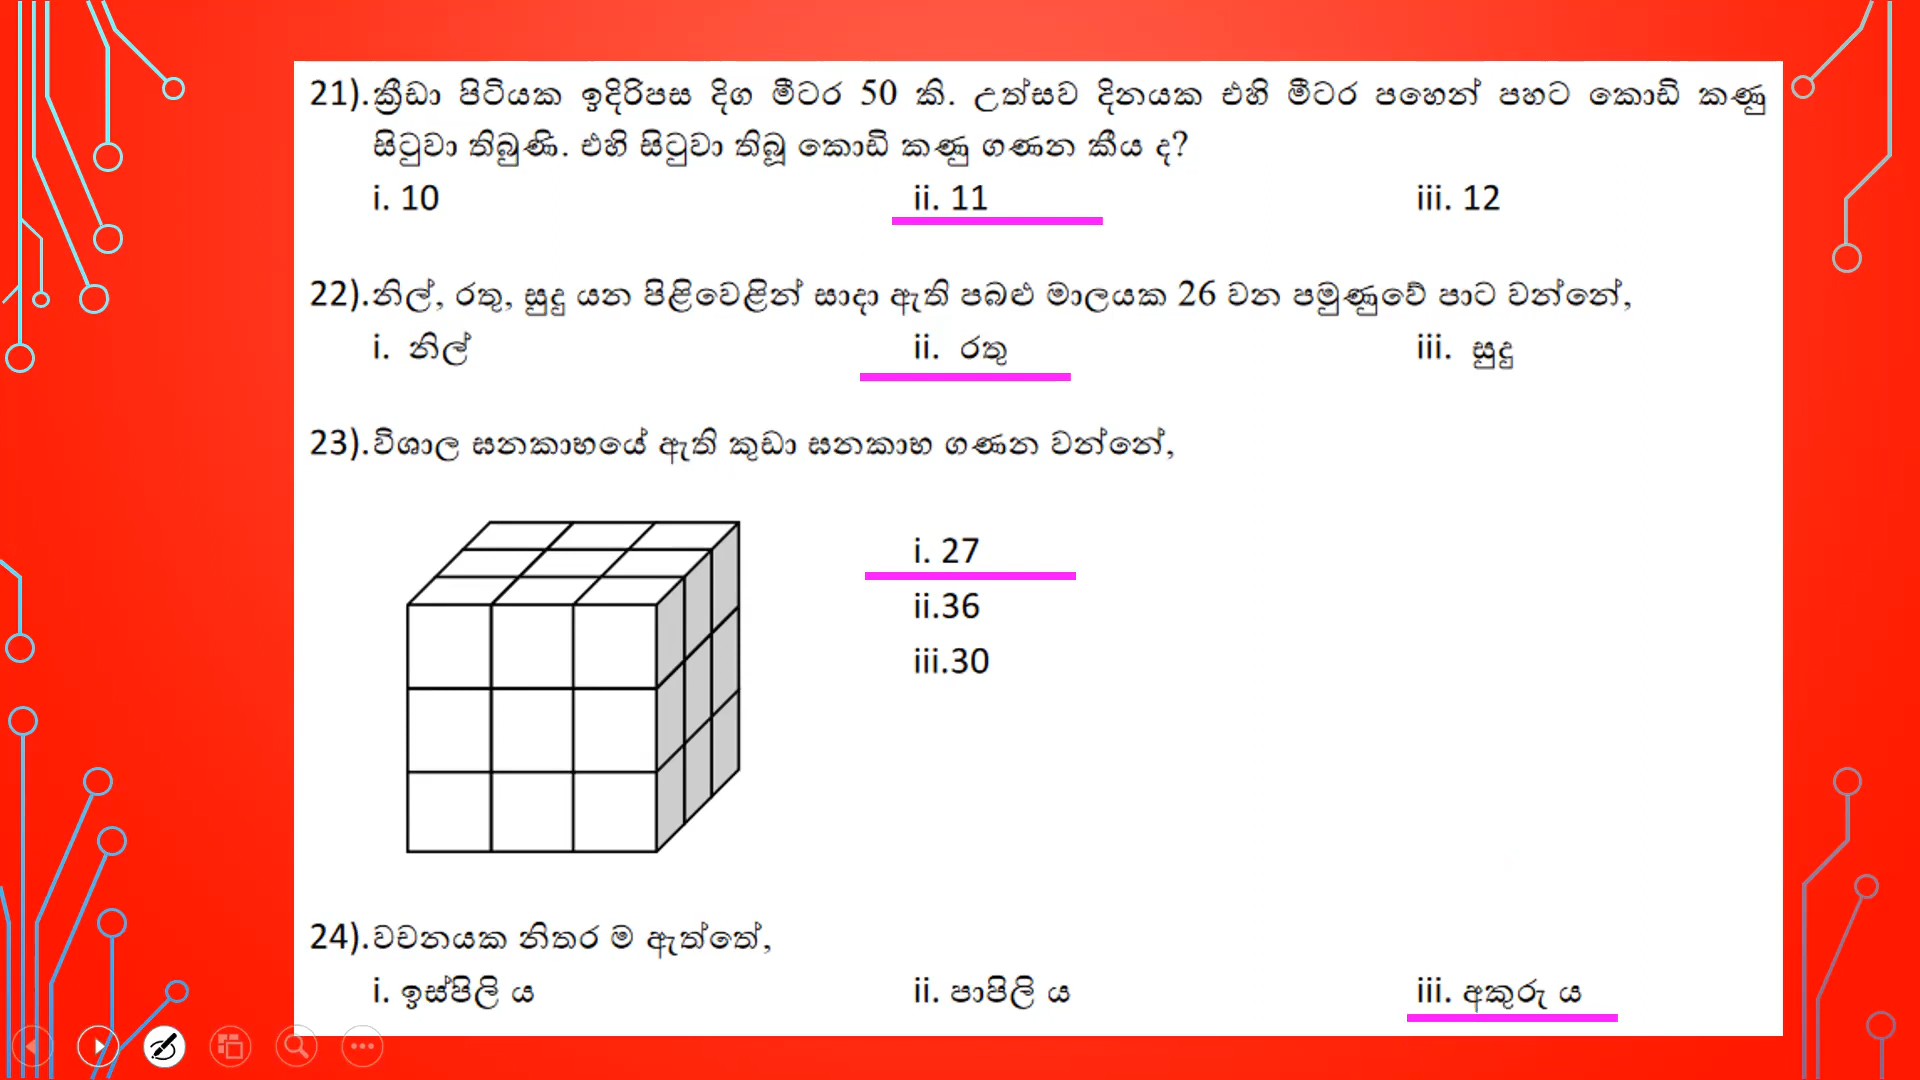 21).ක්‍රීඩා පිටියක ඉදිරිපස දිග මීටර 50 කි. උත්සව දිනයක එහි මීටර පහෙන් පහට කොඩි කණු
සිටුවා තිබුණි. එහි සිටුවා තිබූ කොඩි කණු ගණන කීය ද?
i. 10 ii. 11 iii. 12
22).නිල්, රතු, සුදු යන පිළිවෙළින් සාදා ඇති පබළු මාලයක 26 වන පමුණුවේ පාට වන්නේ,
i. නිල් ii. රතු iii. සුදු
23).විශාල ඝනකාභයේ ඇති කුඩා ඝනකාභ ගණන වන්නේ,
i. 27
ii.36
iii.30
24).වචනයක නිතර ම ඇත්තේ,
i. ඉස්පිලි ය ii. පාපිලි ය iii. අකුරු ය